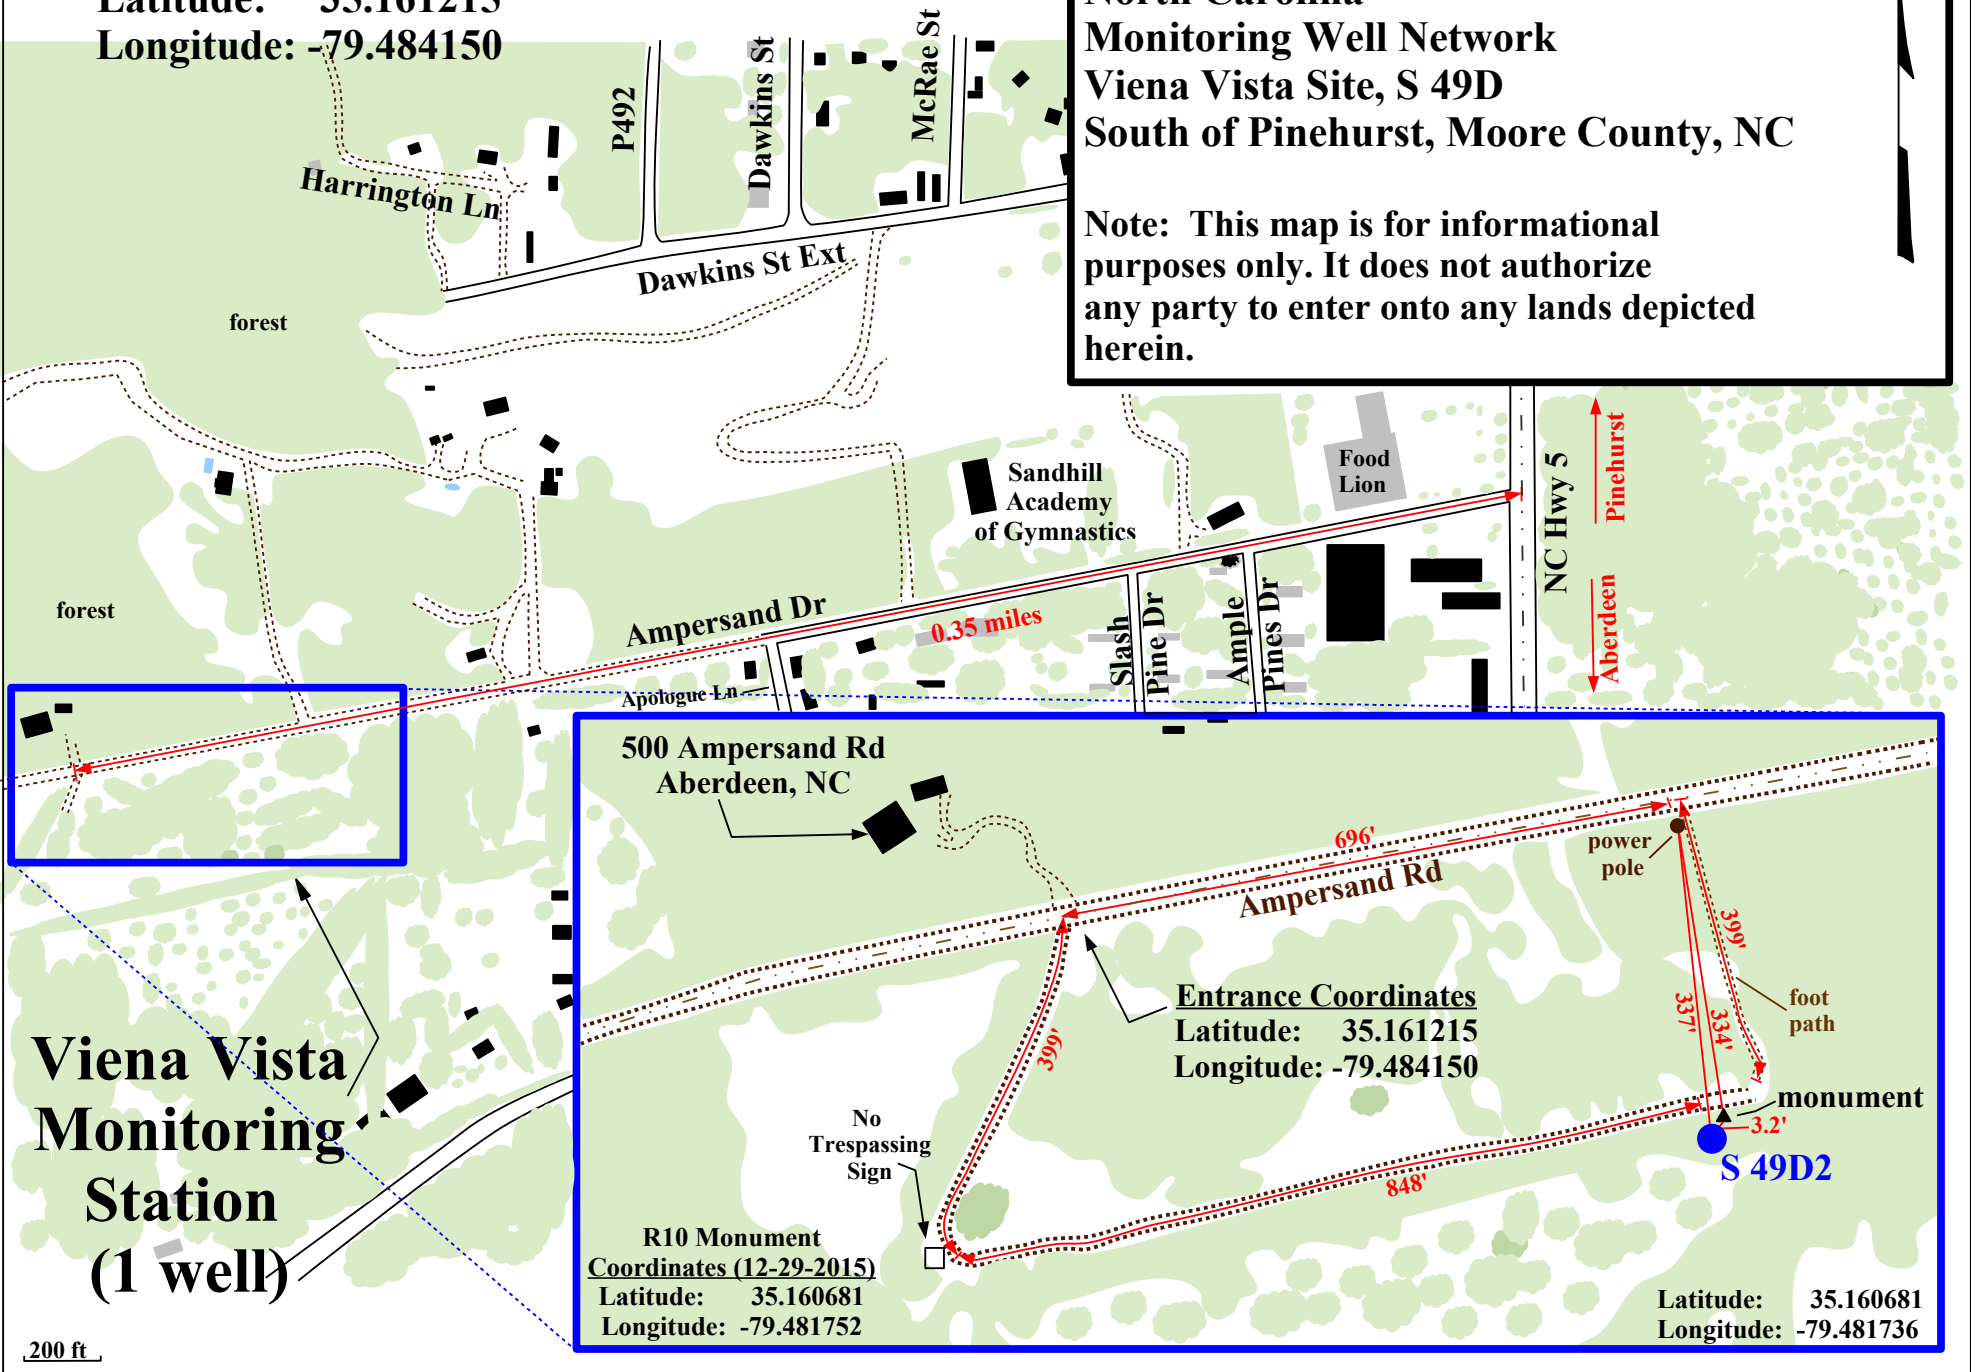 Latitude: 35.161215
Longitude: -79.484150
North Carolina
Monitoring Well Network
Viena Vista Site, S 49D
South of Pinehurst, Moore County, NC
Note: This map is for informational
purposes only. It does not authorize
any party to enter onto any lands depicted
herein.
P492
Dawkins St
McRae St
Harrington Ln
Dawkins St Ext
forest
forest
Sandhill
Academy
of Gymnastics
Food
Lion
NC Hwy 5
Pinehurst
Aberdeen
Ampersand Dr
0.35 miles
Slash
Pine Dr
Ample
Pines Dr
Apologue Ln
500 Ampersand Rd
Aberdeen, NC
696'
Ampersand Rd
power
pole
399'
337'
334'
foot
path
Entrance Coordinates
Latitude: 35.161215
Longitude: -79.484150
399'
monument
3.2'
S 49D2
No
Trespassing
Sign
848'
R10 Monument
Coordinates (12-29-2015)
Latitude: 35.160681
Longitude: -79.481752
Latitude: 35.160681
Longitude: -79.481736
Viena Vista
Monitoring
Station
(1 well)
200 ft